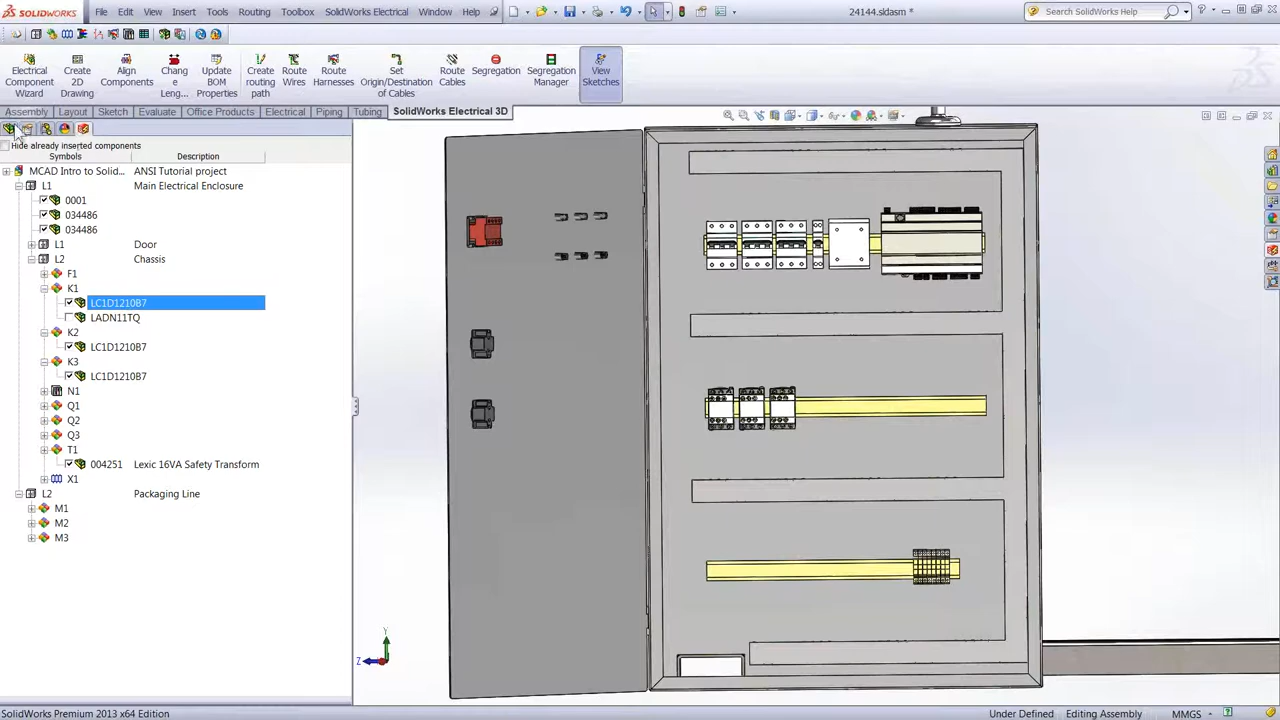 SOLIDWORKS File Edit View Insert Tools Routing Toolbox SolidWorks Electrical Window Help 24144.sldasm * Search SolidWorks Help
Electrical Component Wizard
Create 2D Drawing
Align Components
Change Leng...
Update BOM Properties
Create routing path
Route Wires
Route Harnesses
Set Origin/Destination of Cables
Route Cables
Segregation
Segregation Manager
View Sketches
Assembly Layout Sketch Evaluate Office Products Electrical Piping Tubing SolidWorks Electrical 3D
Hide already inserted components
Symbols Description
MCAD Intro to Solid... ANSI Tutorial project
L1 Main Electrical Enclosure
0001
034486
034486
L1 Door
L2 Chassis
F1
K1
LC1D1210B7
LADN11TQ
K2
LC1D1210B7
K3
LC1D1210B7
N1
Q1
Q2
Q3
T1
004251 Lexic 16VA Safety Transform
X1
L2 Packaging Line
M1
M2
M3
Y
Z
SolidWorks Premium 2013 x64 Edition Under Defined Editing Assembly MMGS